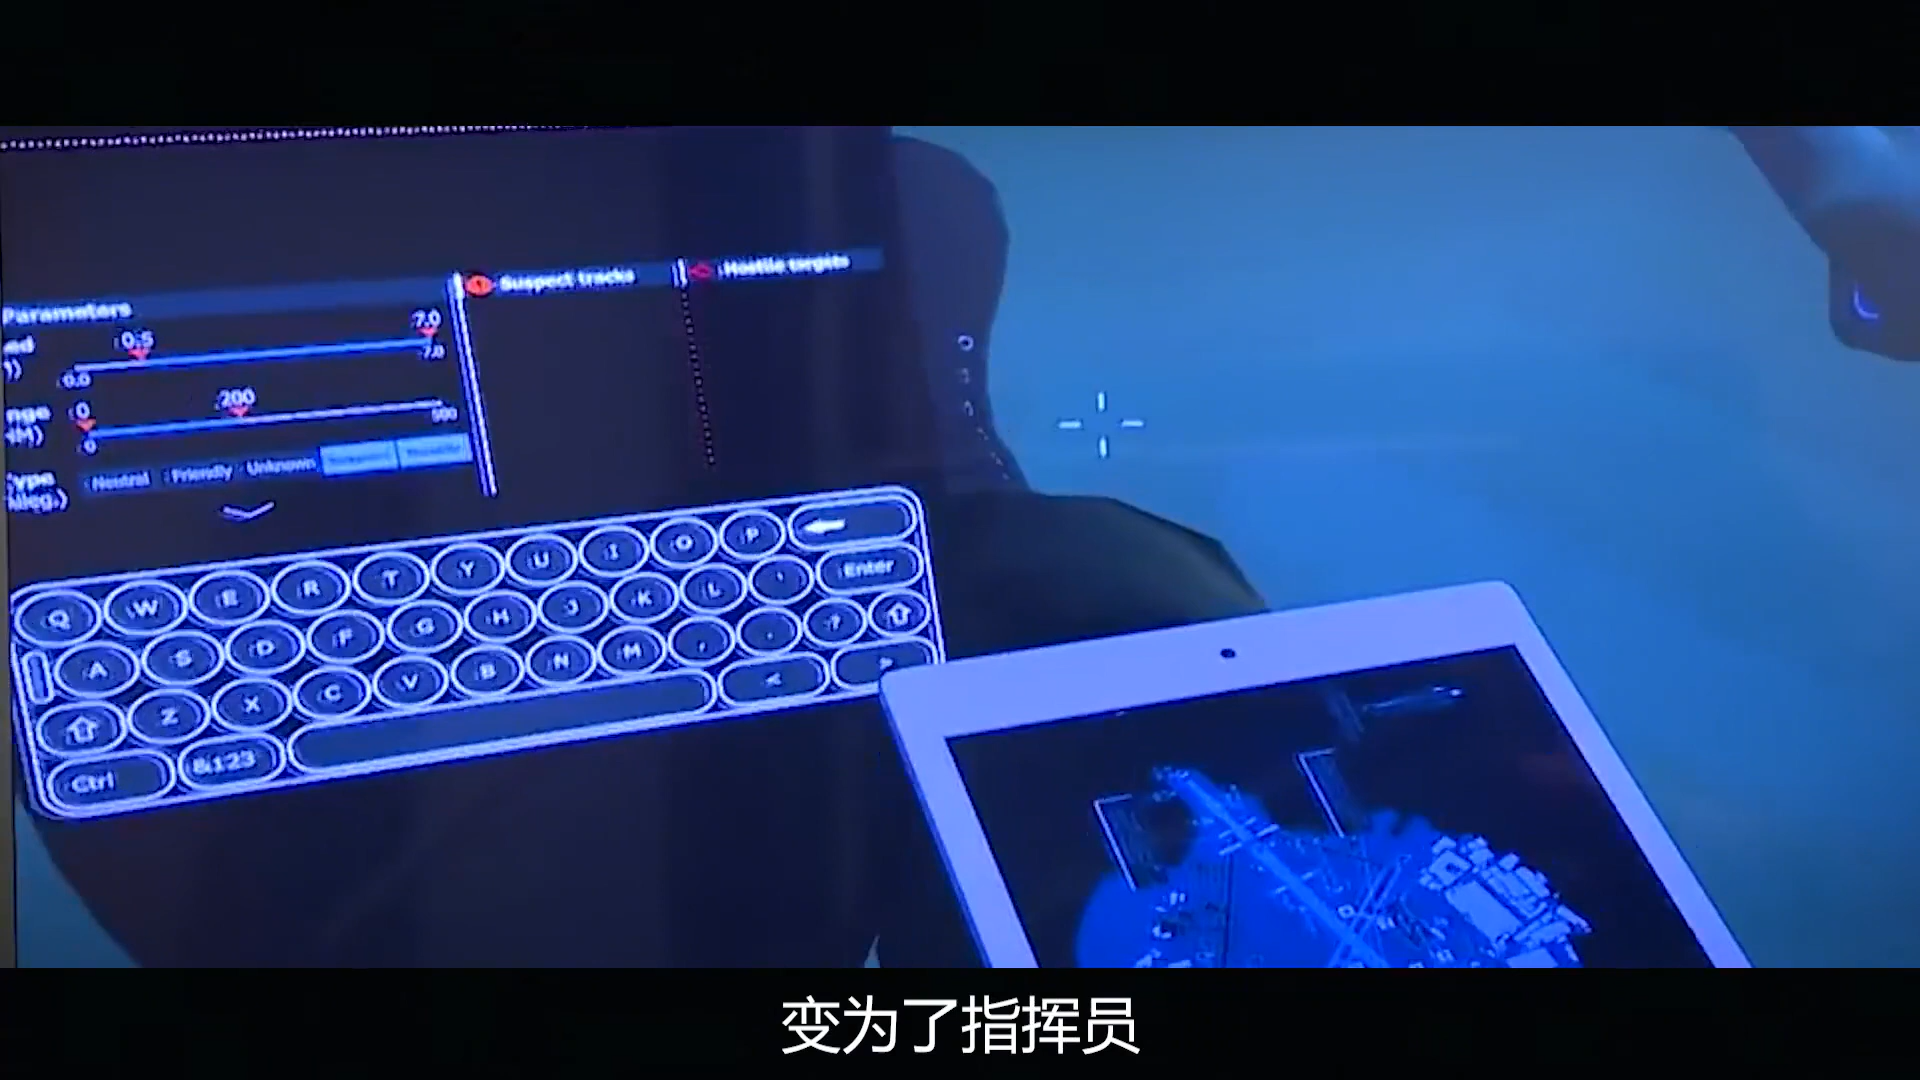 Suspect tracks
Hostile targets
Parameters
0.5
7.0
0.0
7.0
0
200
500
0
Neutral Friendly Unknown
Q W E R T Y U I O P
A S D F G H J K L ' Enter
Z X C V B N M , . ?
Ctrl &123 < >
变为了指挥员